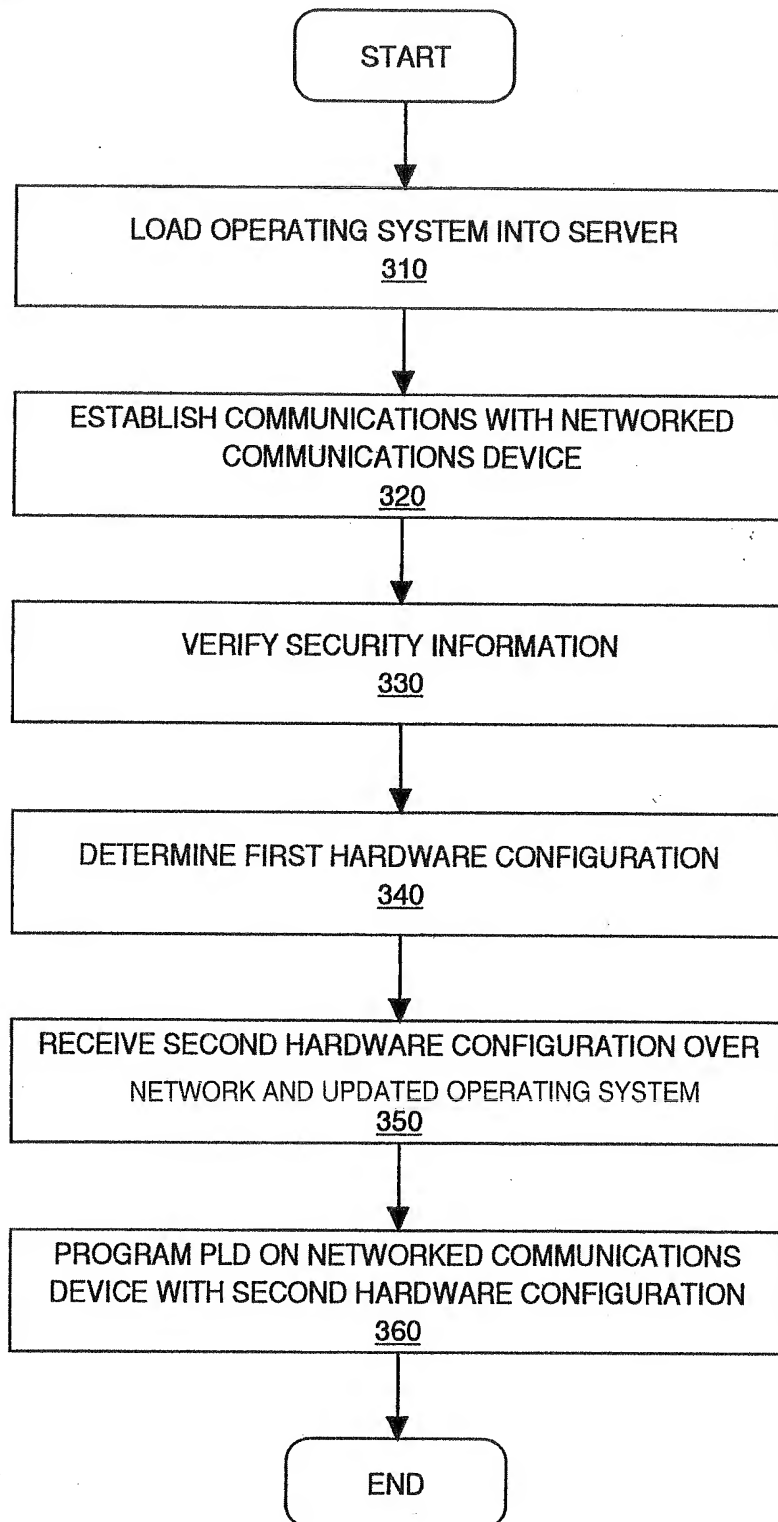 START
LOAD OPERATING SYSTEM INTO SERVER
310
ESTABLISH COMMUNICATIONS WITH NETWORKED
COMMUNICATIONS DEVICE
320
VERIFY SECURITY INFORMATION
330
DETERMINE FIRST HARDWARE CONFIGURATION
340
RECEIVE SECOND HARDWARE CONFIGURATION OVER
NETWORK AND UPDATED OPERATING SYSTEM
350
PROGRAM PLD ON NETWORKED COMMUNICATIONS
DEVICE WITH SECOND HARDWARE CONFIGURATION
360
END